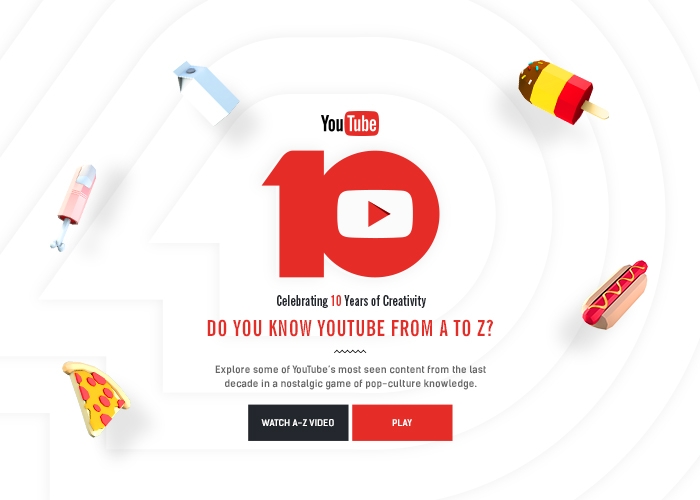 YouTube
10
Celebrating 10 Years of Creativity
DO YOU KNOW YOUTUBE FROM A TO Z?
Explore some of YouTube's most seen content from the last
decade in a nostalgic game of pop-culture knowledge.
WATCH A-Z VIDEO
PLAY